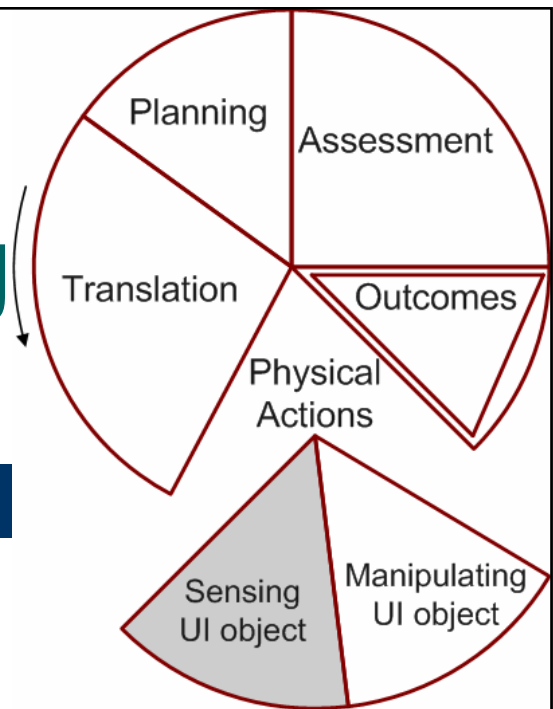 Planning
Assessment
Translation
Outcomes
Physical
Actions
Sensing
UI object
Manipulating
UI object